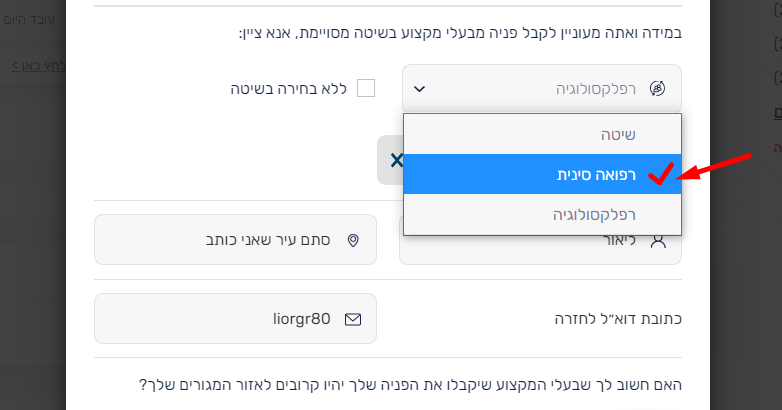 עובד היום
לחץ כאן >
במידה ואתה מעוניין לקבל פניה מבעלי מקצוע בשיטה מסויימת, אנא ציין:
רפלקסולוגיה
ללא בחירה בשיטה
שיטה
רפואה סינית
רפלקסולוגיה
ליאור
סתם עיר שאני כותב
כתובת דוא״ל לחזרה
liorgr80
האם חשוב לך שבעלי המקצוע שיקבלו את הפניה שלך יהיו קרובים לאזור המגורים שלך?